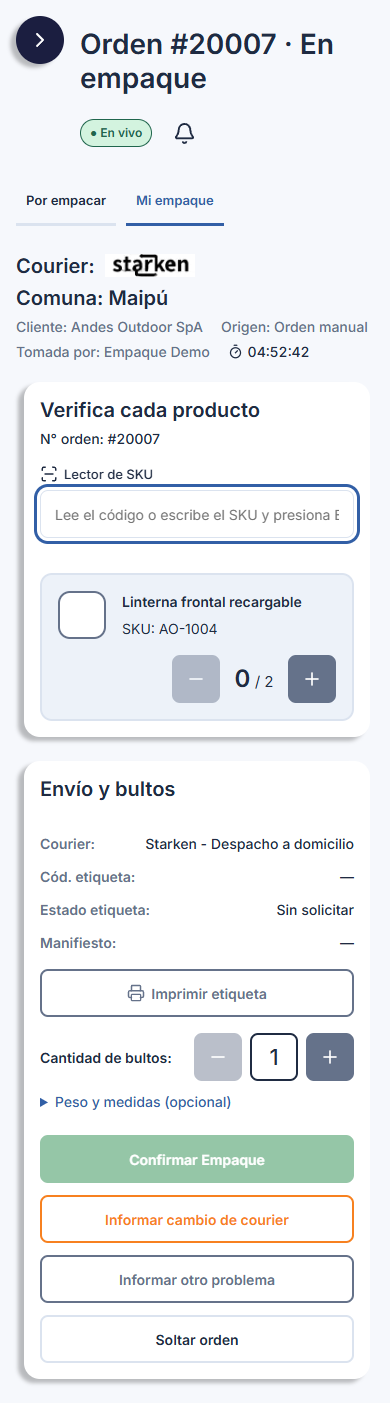 Orden #20007 · En
empaque
● En vivo
Por empacar
Mi empaque
Courier: starken
Comuna: Maipú
Cliente: Andes Outdoor SpA Origen: Orden manual
Tomada por: Empaque Demo 04:52:42
Verifica cada producto
N° orden: #20007
Lector de SKU
Lee el código o escribe el SKU y presiona E
Linterna frontal recargable
SKU: AO-1004
− 0 / 2 +
Envío y bultos
Courier: Starken - Despacho a domicilio
Cód. etiqueta: —
Estado etiqueta: Sin solicitar
Manifiesto: —
Imprimir etiqueta
Cantidad de bultos: − 1 +
▶ Peso y medidas (opcional)
Confirmar Empaque
Informar cambio de courier
Informar otro problema
Soltar orden